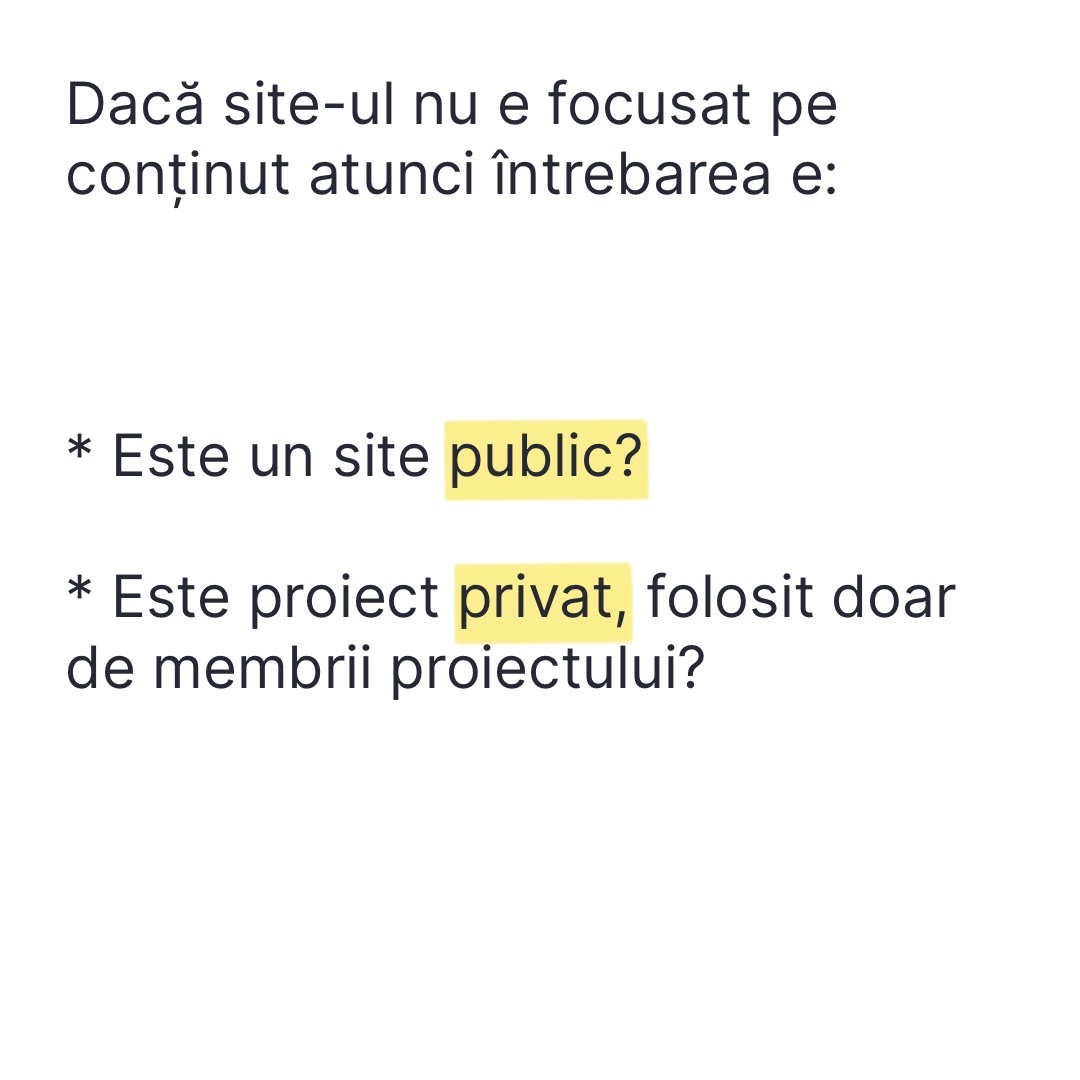 Dacă site-ul nu e focusat pe
conținut atunci întrebarea e:
* Este un site public?
* Este proiect privat, folosit doar
de membrii proiectului?